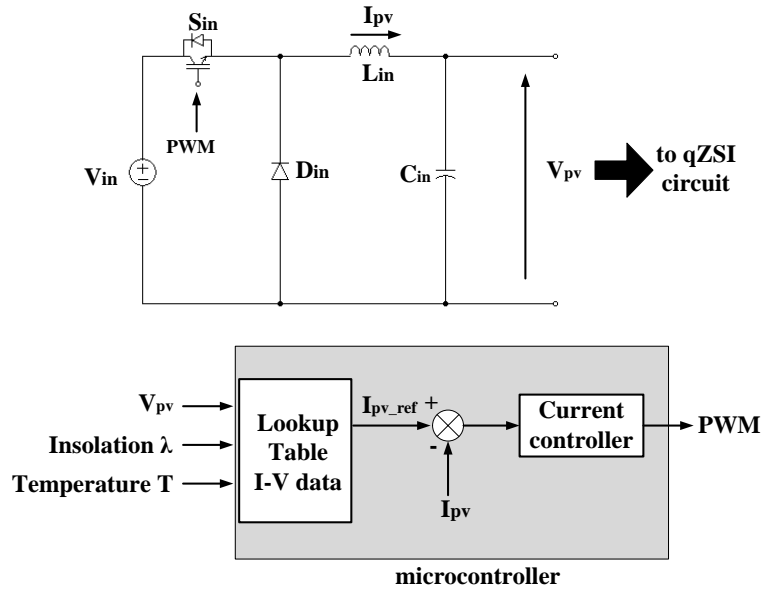 Sin
Ipv
Lin
PWM
Vin
Din
Cin
Vpv
to qZSI
circuit
Vpv
Insolation λ
Temperature T
Lookup
Table
I-V data
Ipv_ref
+
-
Ipv
Current
controller
PWM
microcontroller